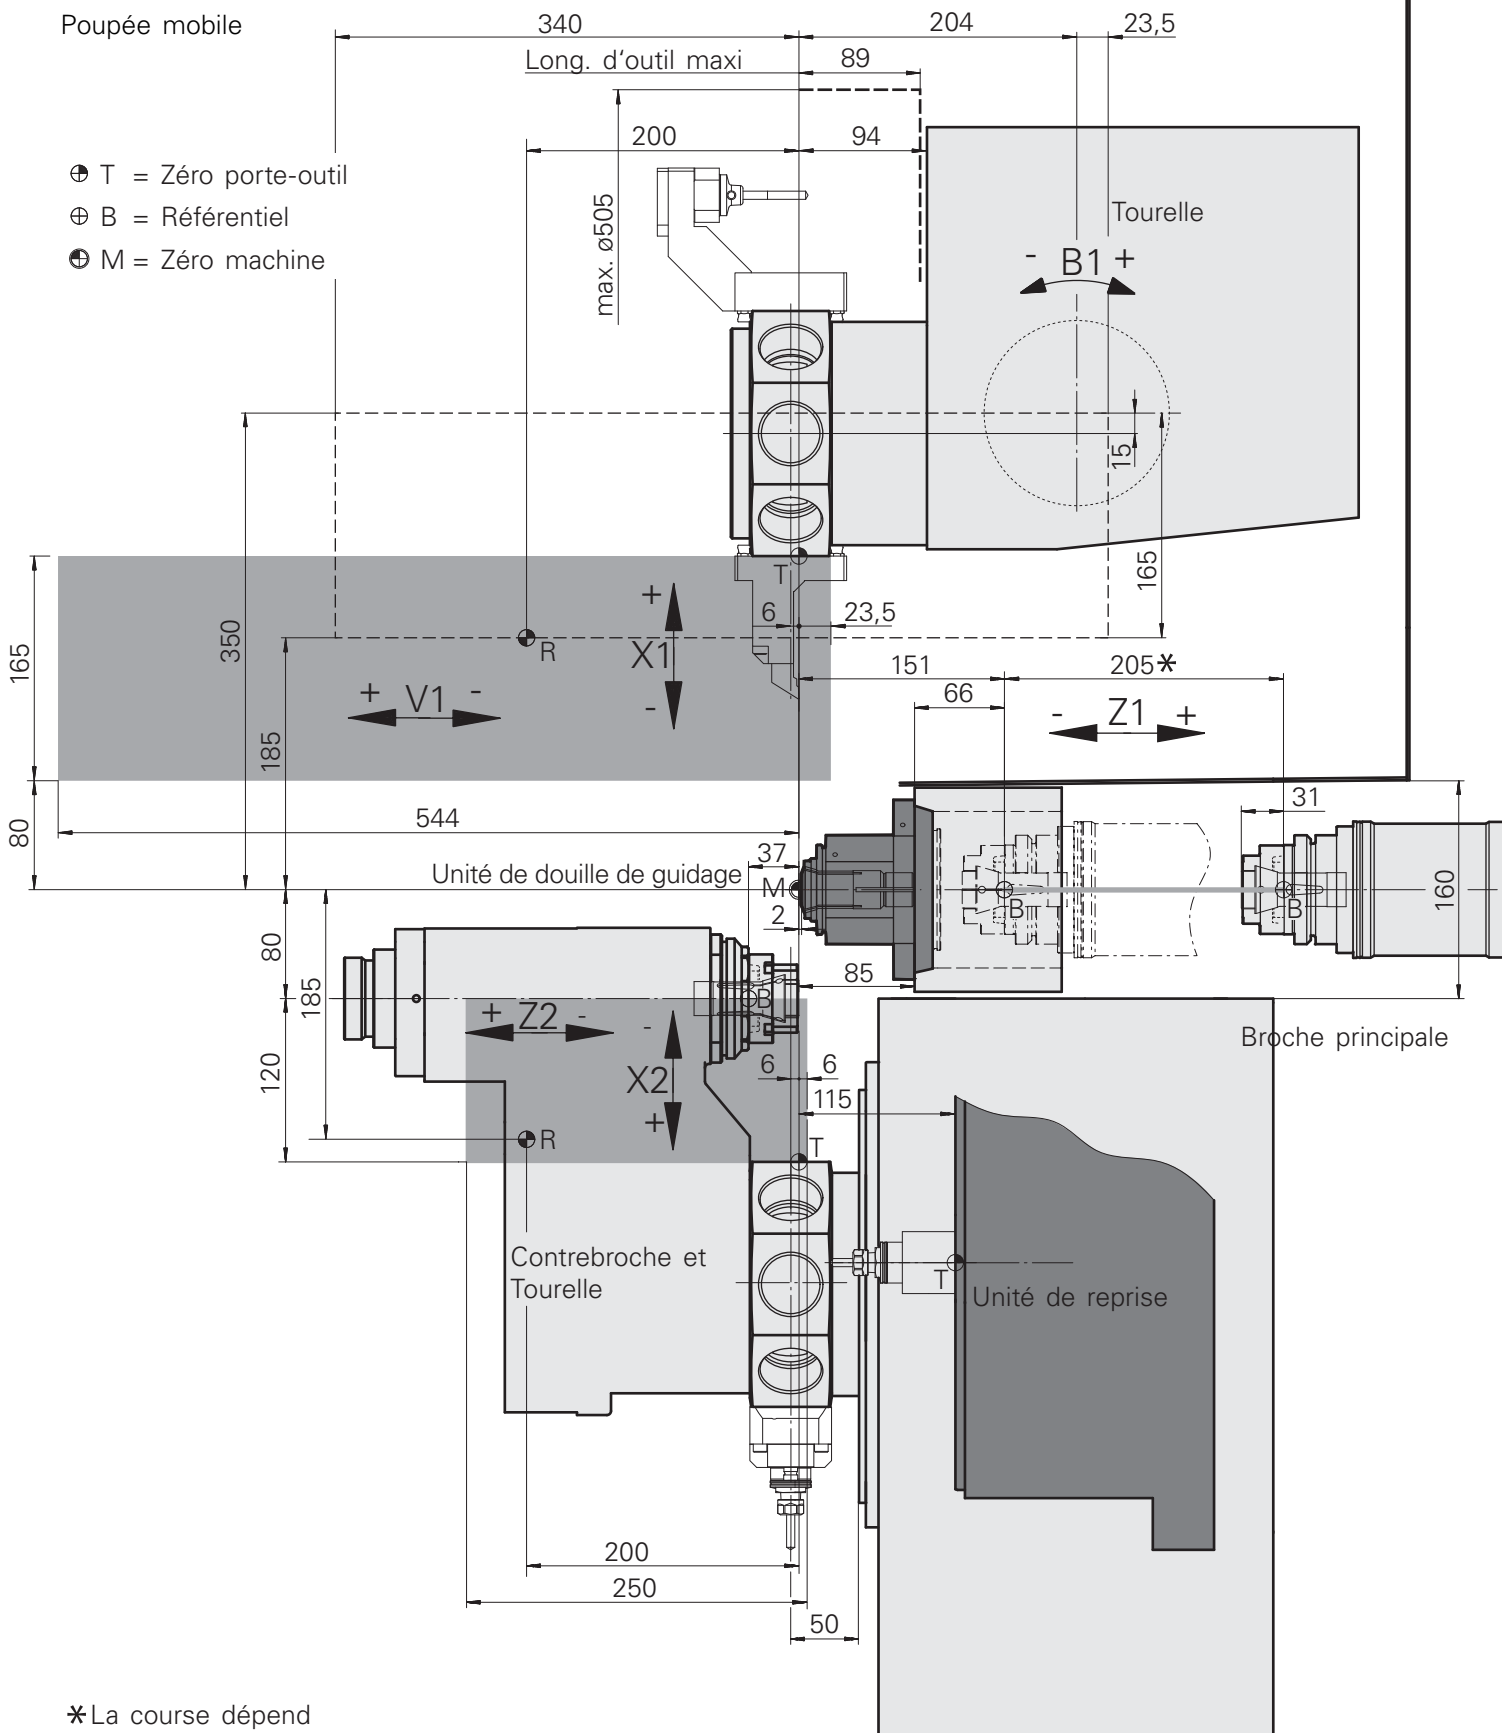 Poupée mobile
340
204
23,5
Long. d‘outil maxi
89
200
94
T = Zéro porte-outil
B = Référentiel
M = Zéro machine
max. ø505
Tourelle
- B1 +
15
165
350
165
T
6
23,5
R
+
X1
-
+ V1 -
185
151
205*
66
- Z1 +
80
544
31
37
Unité de douille de guidage
M
2
B
B
160
80
85
185
B
+ Z2 -
-
X2
+
Broche principale
120
6
6
115
R
T
Contrebroche et
Tourelle
T
Unité de reprise
200
250
50
*La course dépend